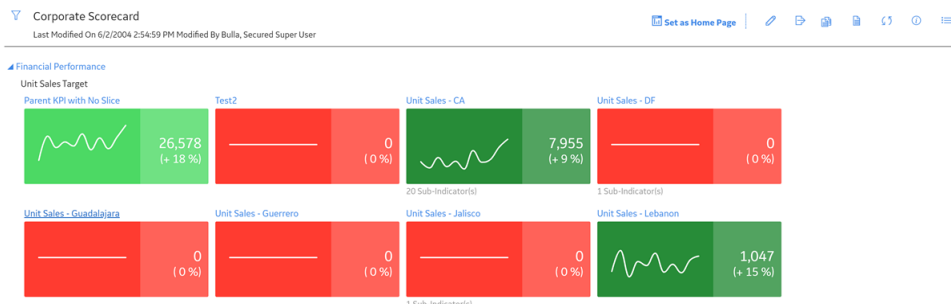 Corporate Scorecard
Set as Home Page
Last Modified On 6/2/2004 2:54:59 PM Modified By Bulla, Secured Super User
Financial Performance
Unit Sales Target
Parent KPI with No Slice
26,578
(+ 18 %)
Test2
0
( 0 %)
Unit Sales - CA
7,955
(+ 9 %)
20 Sub-Indicator(s)
Unit Sales - DF
0
( 0 %)
1 Sub-Indicator(s)
Unit Sales - Guadalajara
0
( 0 %)
Unit Sales - Guerrero
0
( 0 %)
Unit Sales - Jalisco
0
( 0 %)
1 Sub-Indicator(s)
Unit Sales - Lebanon
1,047
(+ 15 %)